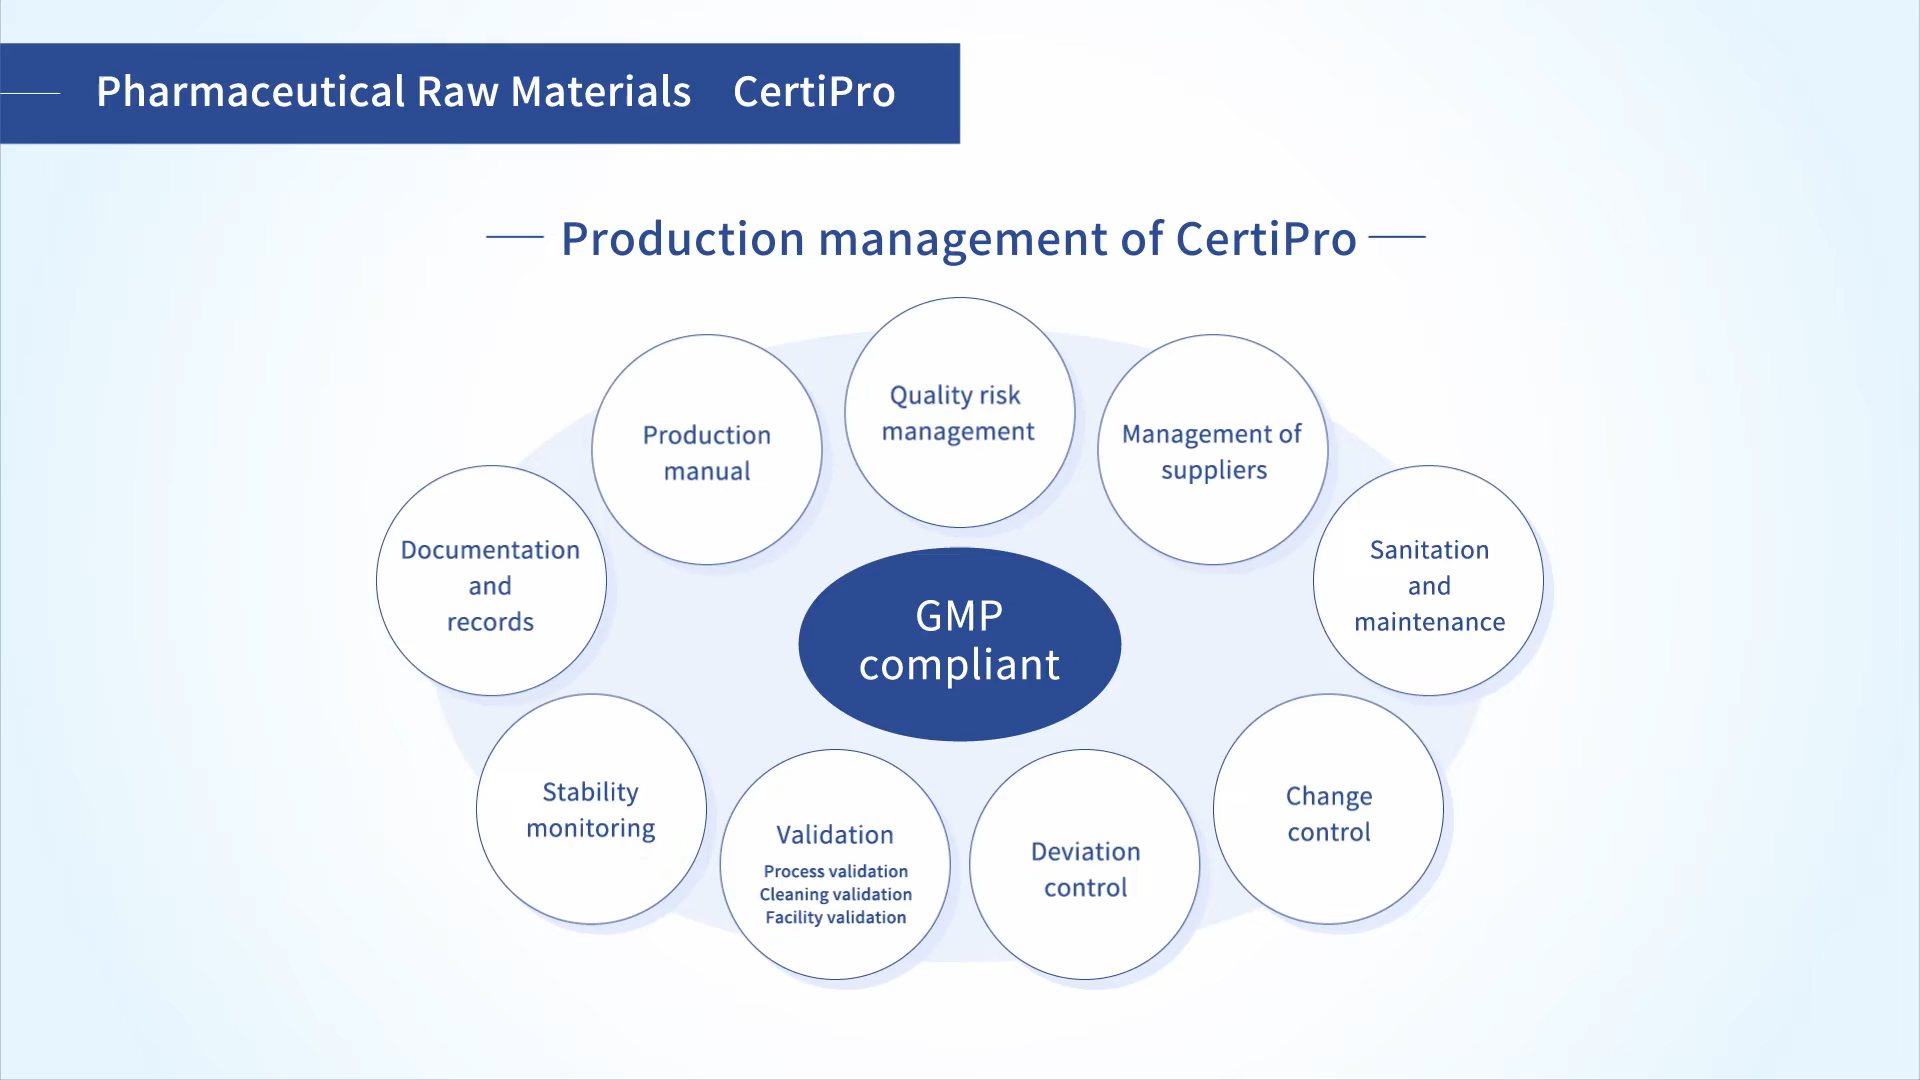 Pharmaceutical Raw Materials CertiPro
Production management of CertiPro
Quality risk
management
Production
manual
Management of
suppliers
Documentation
and
records
Sanitation
and
maintenance
GMP
compliant
Stability
monitoring
Change
control
Validation
Process validation
Cleaning validation
Facility validation
Deviation
control